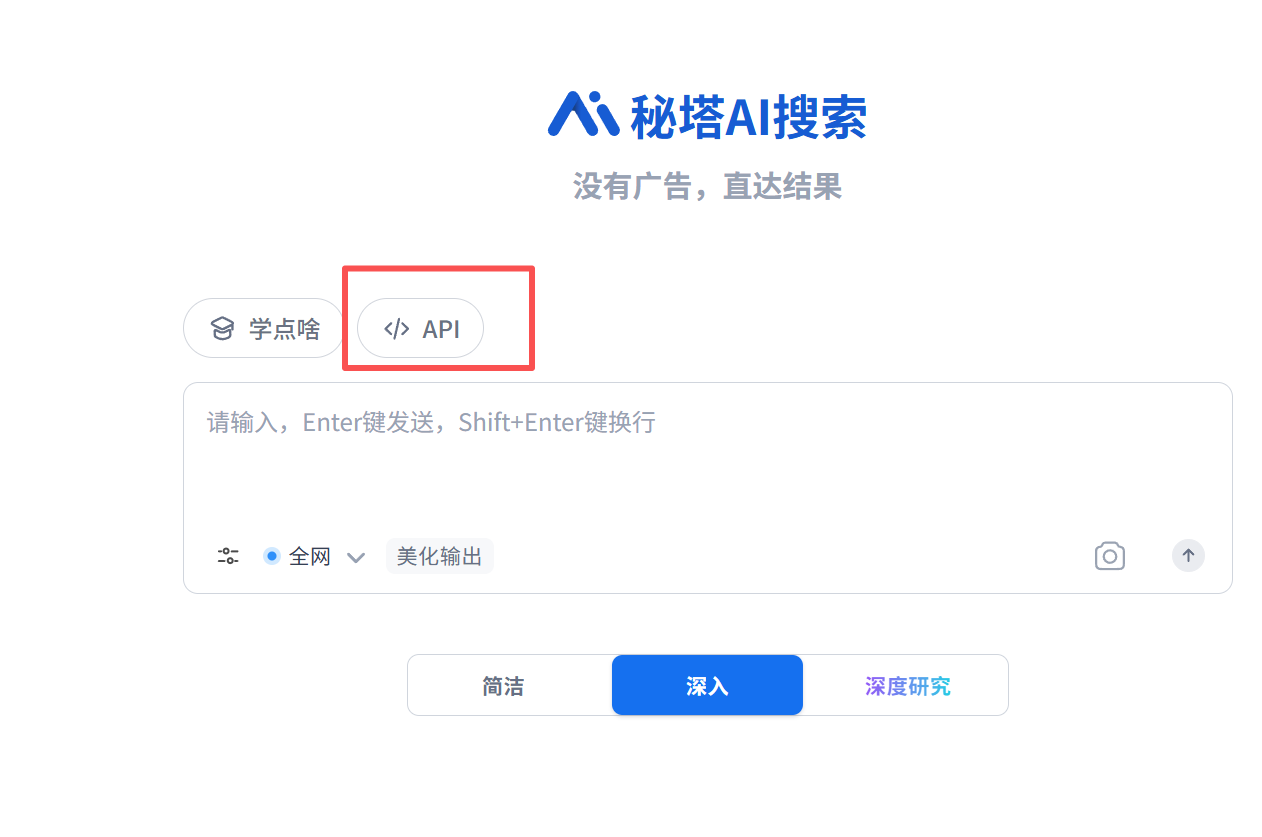 秘塔AI搜索
没有广告，直达结果
学点啥
</> API
请输入，Enter键发送，Shift+Enter键换行
全网
美化输出
简洁
深入
深度研究